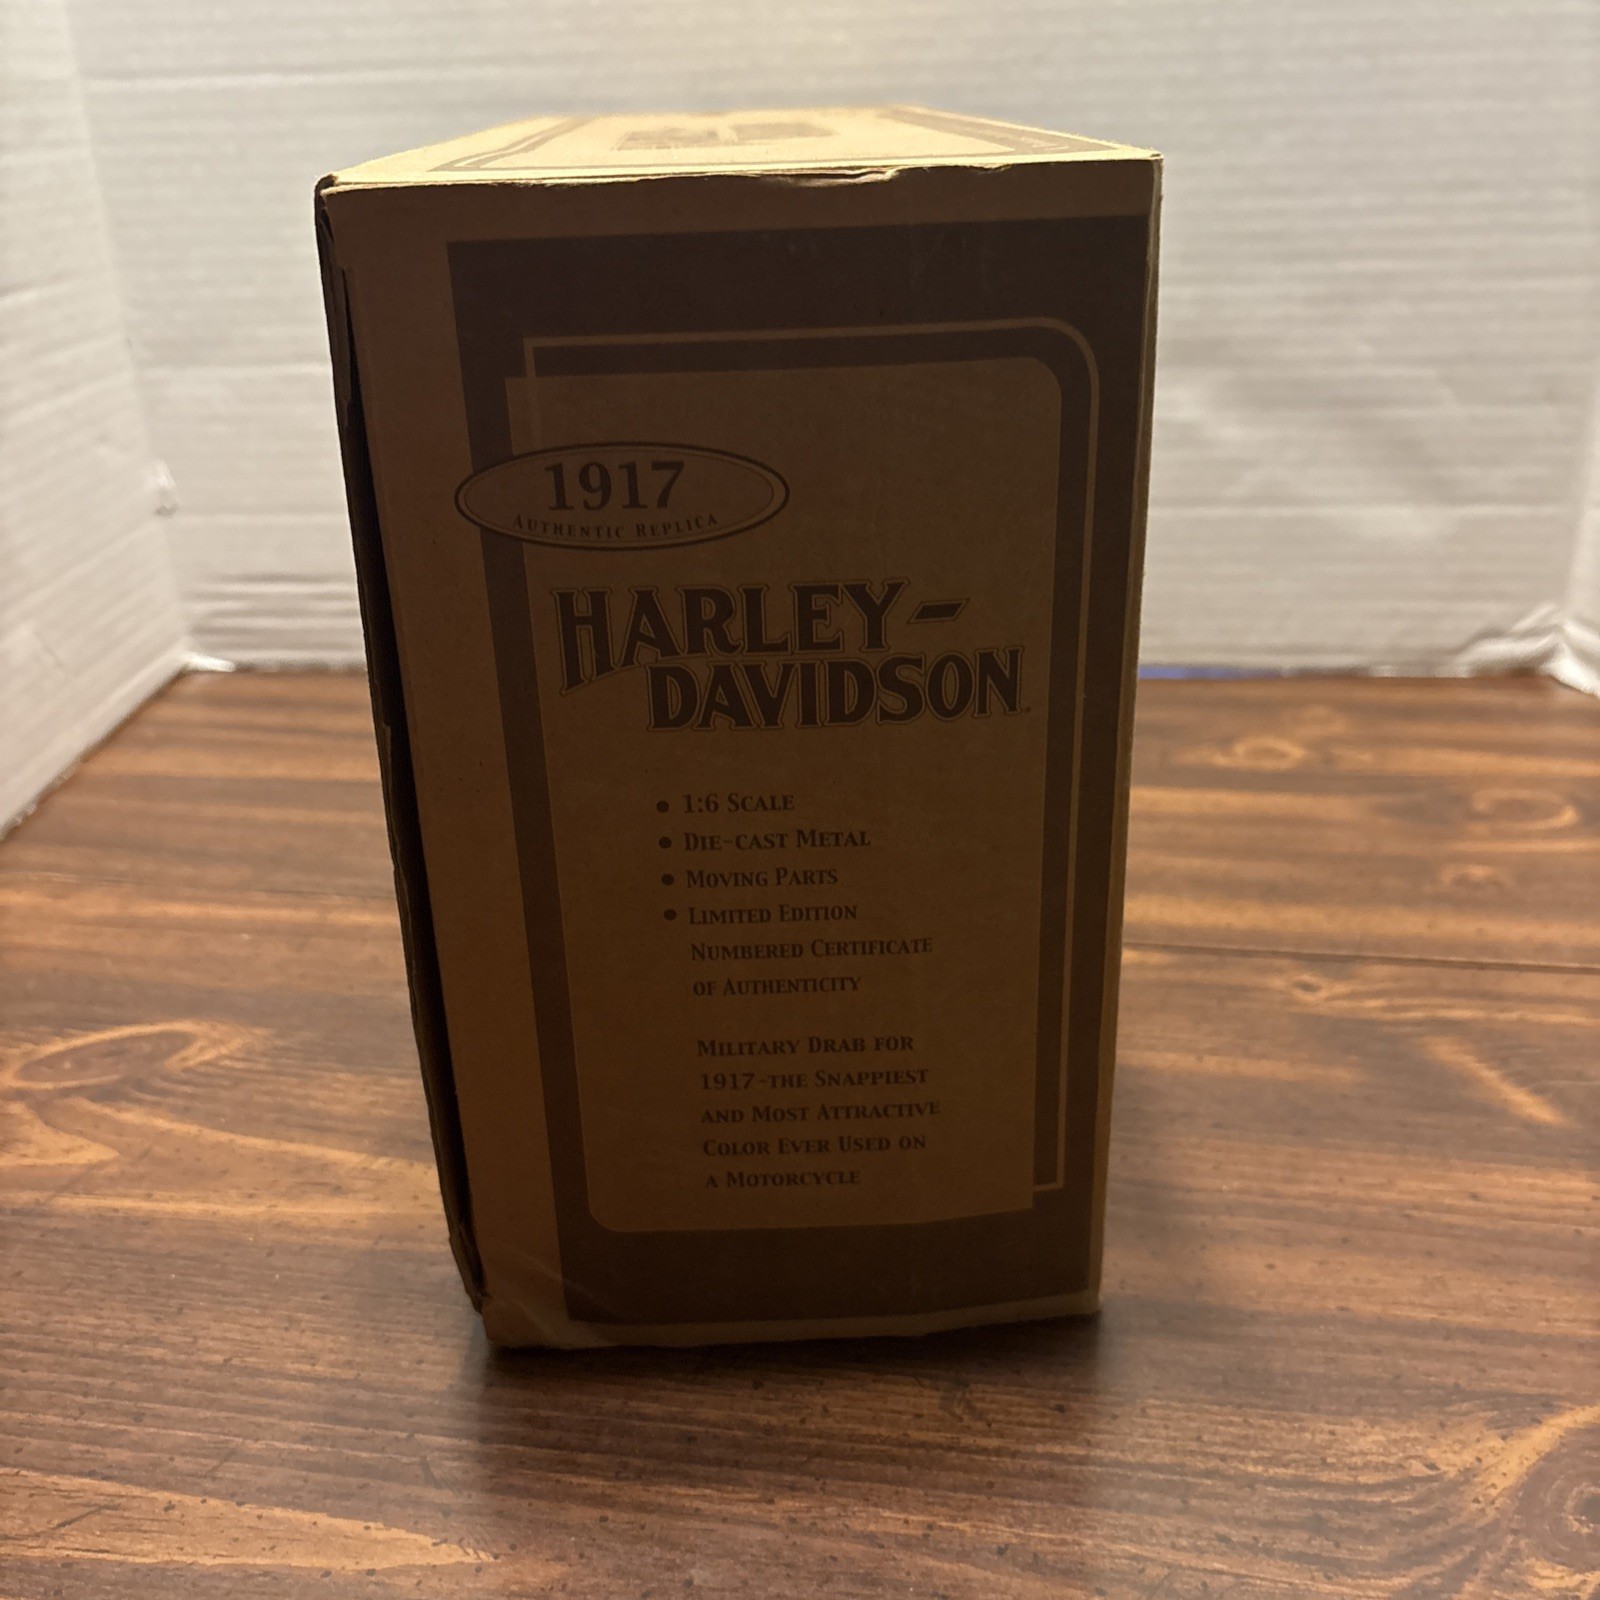 1917
AUTHENTIC REPLICA
HARLEY-
DAVIDSON
• 1:6 SCALE
• DIE-CAST METAL
• MOVING PARTS
• LIMITED EDITION
NUMBERED CERTIFICATE
OF AUTHENTICITY
MILITARY DRAB FOR
1917-THE SNAPPIEST
AND MOST ATTRACTIVE
COLOR EVER USED ON
A MOTORCYCLE